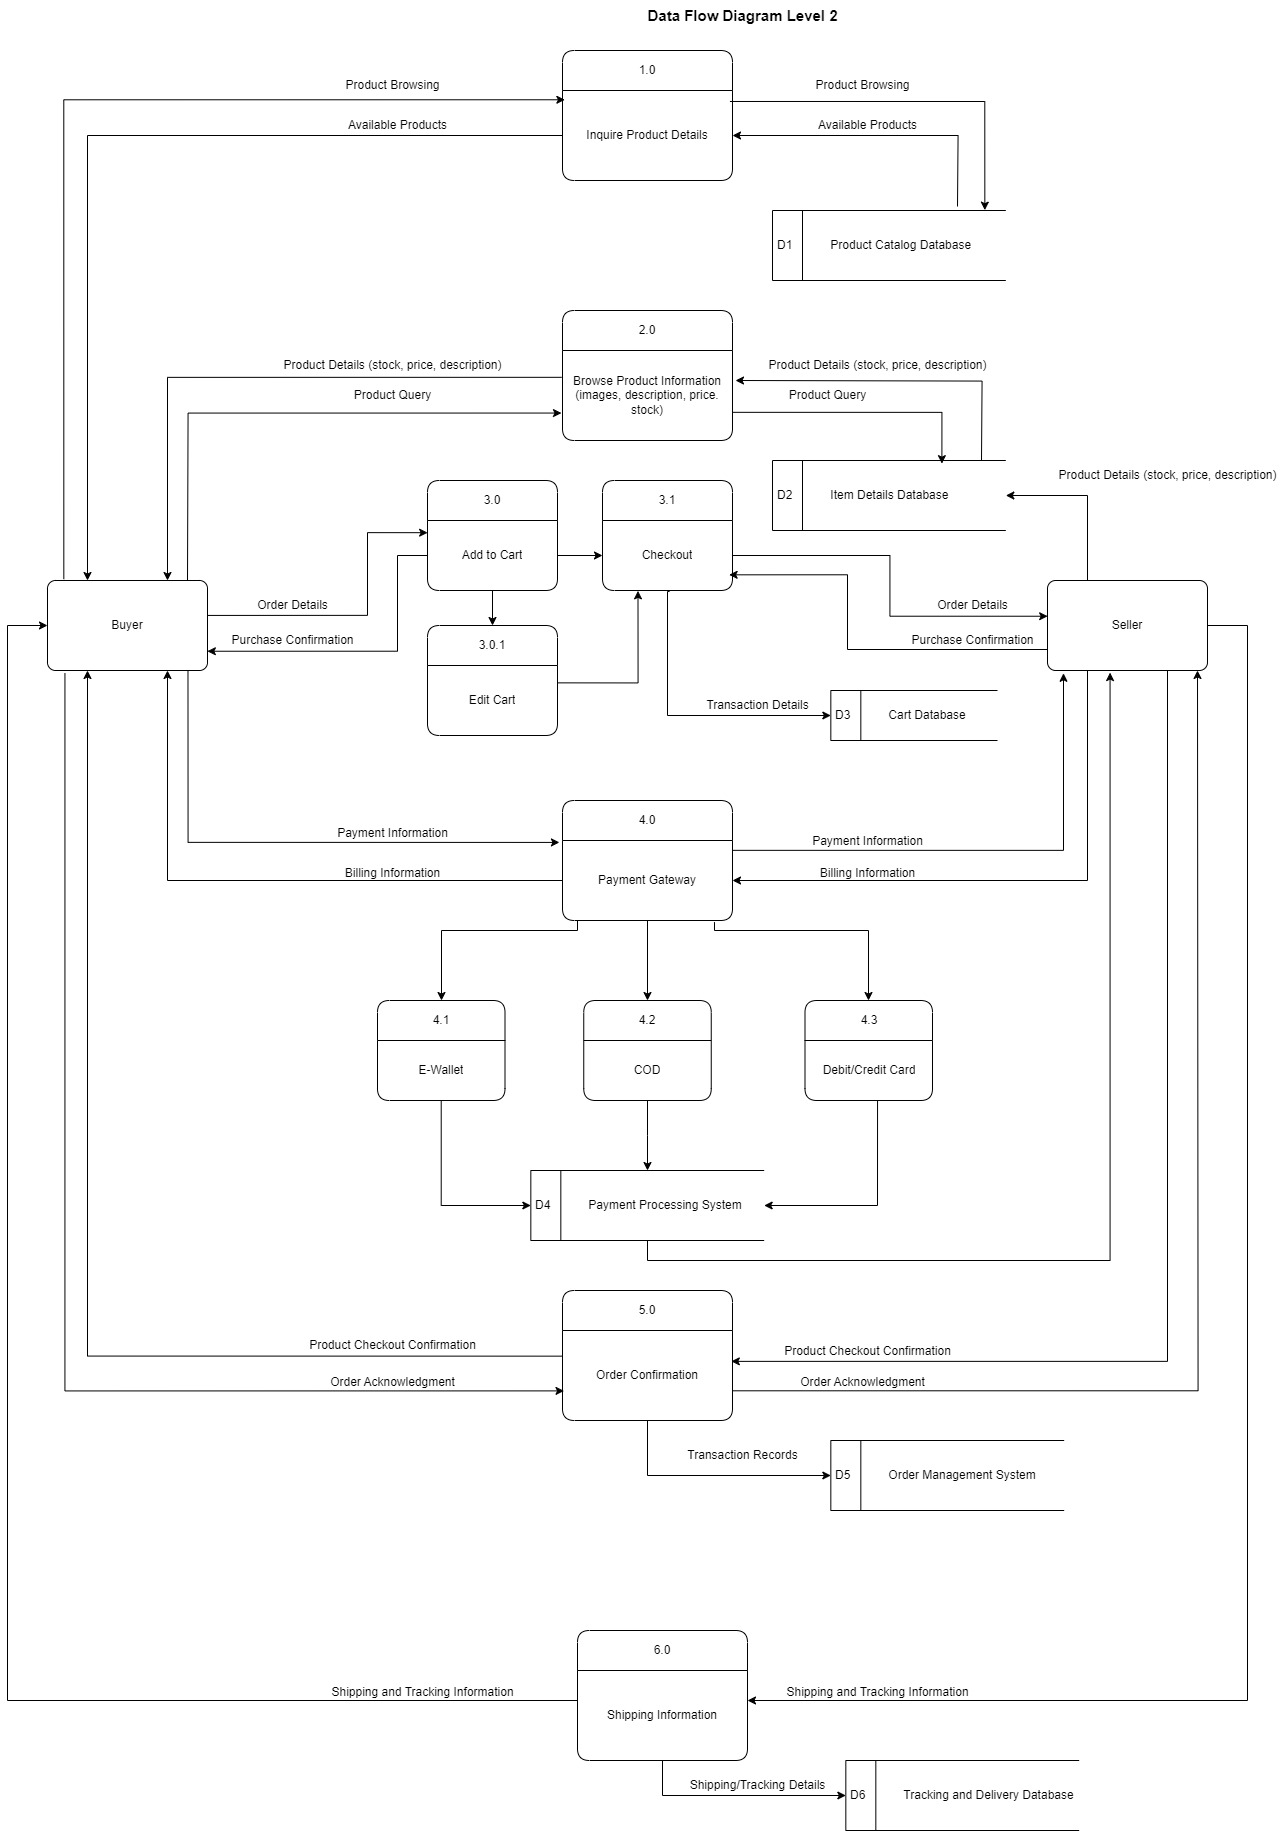 Data Flow Diagram Level 2
1.0
Product Browsing
Product Browsing
Available Products
Available Products
Inquire Product Details
D1
Product Catalog Database
2.0
Product Details (stock, price, description)
Product Details (stock, price, description)
Browse Product Information
(images, description, price.
stock)
Product Query
Product Query
Product Details (stock, price, description)
D2
Item Details Database
3.0
3.1
Add to Cart
Checkout
Order Details
Order Details
Buyer
Seller
Purchase Confirmation
Purchase Confirmation
3.0.1
Edit Cart
Transaction Details
D3
Cart Database
4.0
Payment Information
Payment Information
Billing Information
Billing Information
Payment Gateway
4.1
4.2
4.3
E-Wallet
COD
Debit/Credit Card
D4
Payment Processing System
5.0
Product Checkout Confirmation
Product Checkout Confirmation
Order Confirmation
Order Acknowledgment
Order Acknowledgment
Transaction Records
D5
Order Management System
6.0
Shipping and Tracking Information
Shipping and Tracking Information
Shipping Information
Shipping/Tracking Details
D6
Tracking and Delivery Database